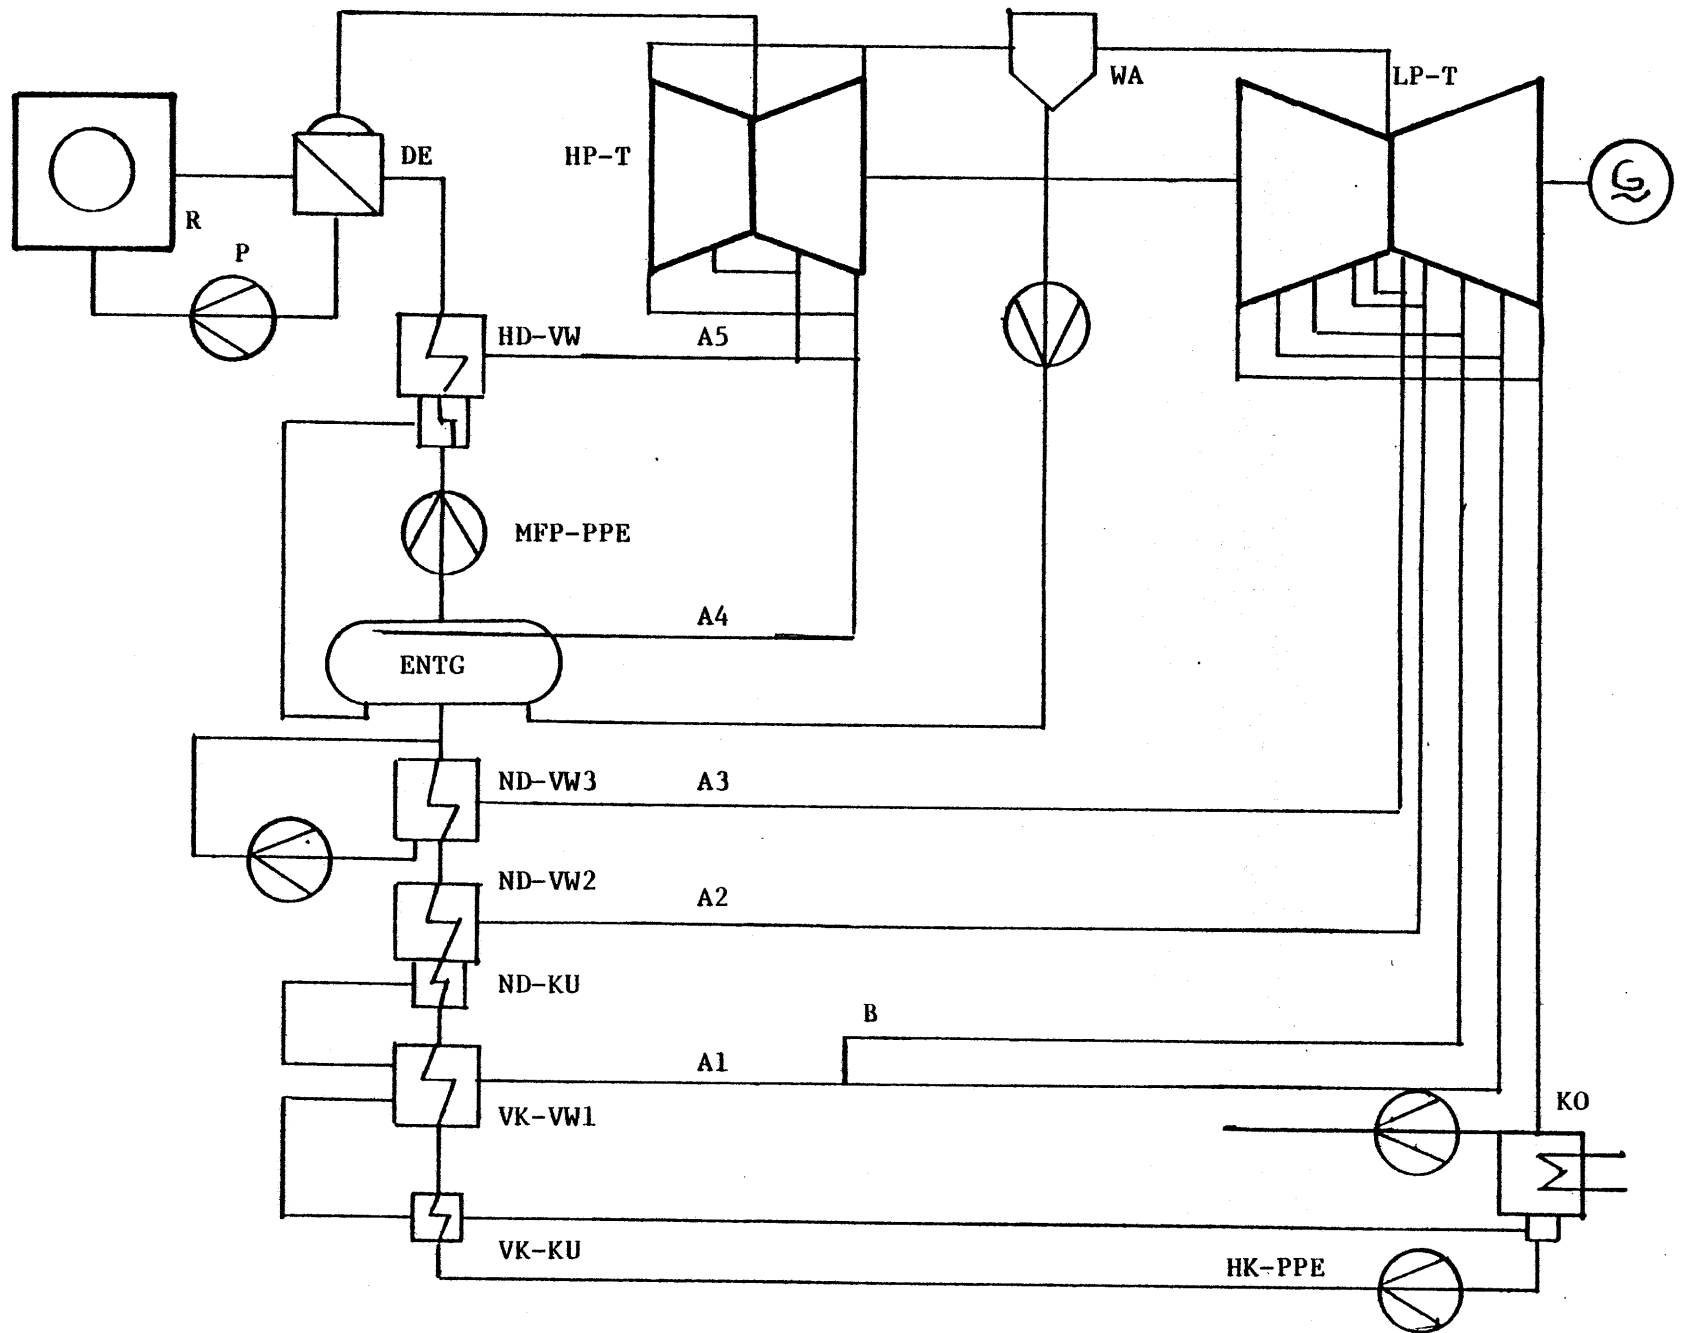 WA
LP-T
DE
HP-T
G
R
P
HD-VW
A5
MFP-PPE
A4
ENTG
ND-VW3
A3
ND-VW2
A2
ND-KU
B
A1
KO
VK-VW1
VK-KU
HK-PPE